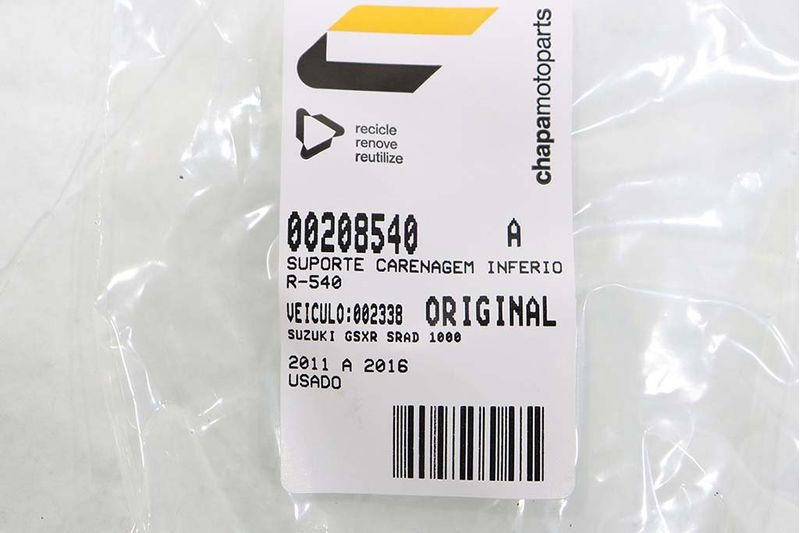 chapamotoparts
recicle
renove
reutilize
00208540 A
SUPORTE CARENAGEM INFERIO
R-540
VEICULO:002338 ORIGINAL
SUZUKI GSXR SRAD 1000
2011 A 2016
USADO